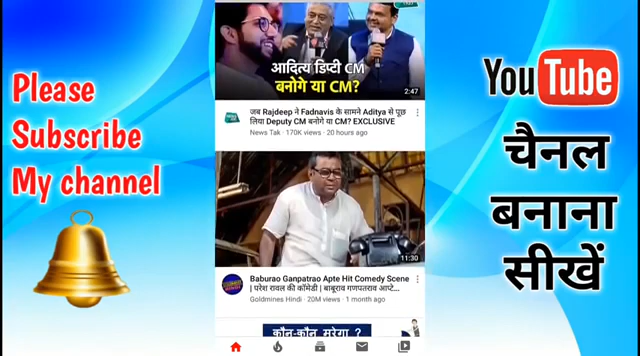 Please
Subscribe
My channel
आदित्य डिप्टी CM
बनोगे या CM?
2:47
जब Rajdeep ने Fadnavis के सामने Aditya से पूछ
लिया Deputy CM बनोगे या CM? EXCLUSIVE
News Tak · 170K views · 20 hours ago
11:30
Baburao Ganpatrao Apte Hit Comedy Scene
| परेश रावल की कॉमेडी | बाबूराव गणपतराव आप्टे...
Goldmines Hindi · 20M views · 1 month ago
कौन-कौन मरेगा ?
YouTube
चैनल
बनाना
सीखें